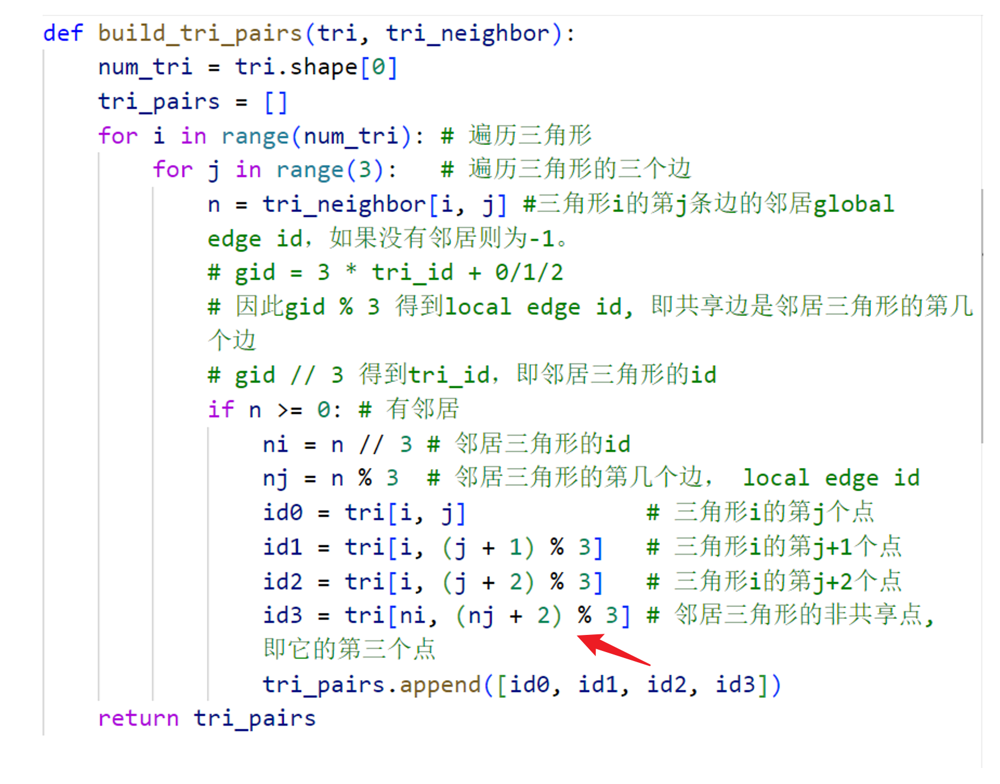 def build_tri_pairs(tri, tri_neighbor):
num_tri = tri.shape[0]
tri_pairs = []
for i in range(num_tri): # 遍历三角形
for j in range(3):   # 遍历三角形的三个边
n = tri_neighbor[i, j] #三角形i的第j条边的邻居global
edge id，如果没有邻居则为-1。
# gid = 3 * tri_id + 0/1/2
# 因此gid % 3 得到local edge id, 即共享边是邻居三角形的第几
个边
# gid // 3 得到tri_id，即邻居三角形的id
if n >= 0: # 有邻居
ni = n // 3 # 邻居三角形的id
nj = n % 3  # 邻居三角形的第几个边， local edge id
id0 = tri[i, j]             # 三角形i的第j个点
id1 = tri[i, (j + 1) % 3]   # 三角形i的第j+1个点
id2 = tri[i, (j + 2) % 3]   # 三角形i的第j+2个点
id3 = tri[ni, (nj + 2) % 3] # 邻居三角形的非共享点,
即它的第三个点
tri_pairs.append([id0, id1, id2, id3])
return tri_pairs